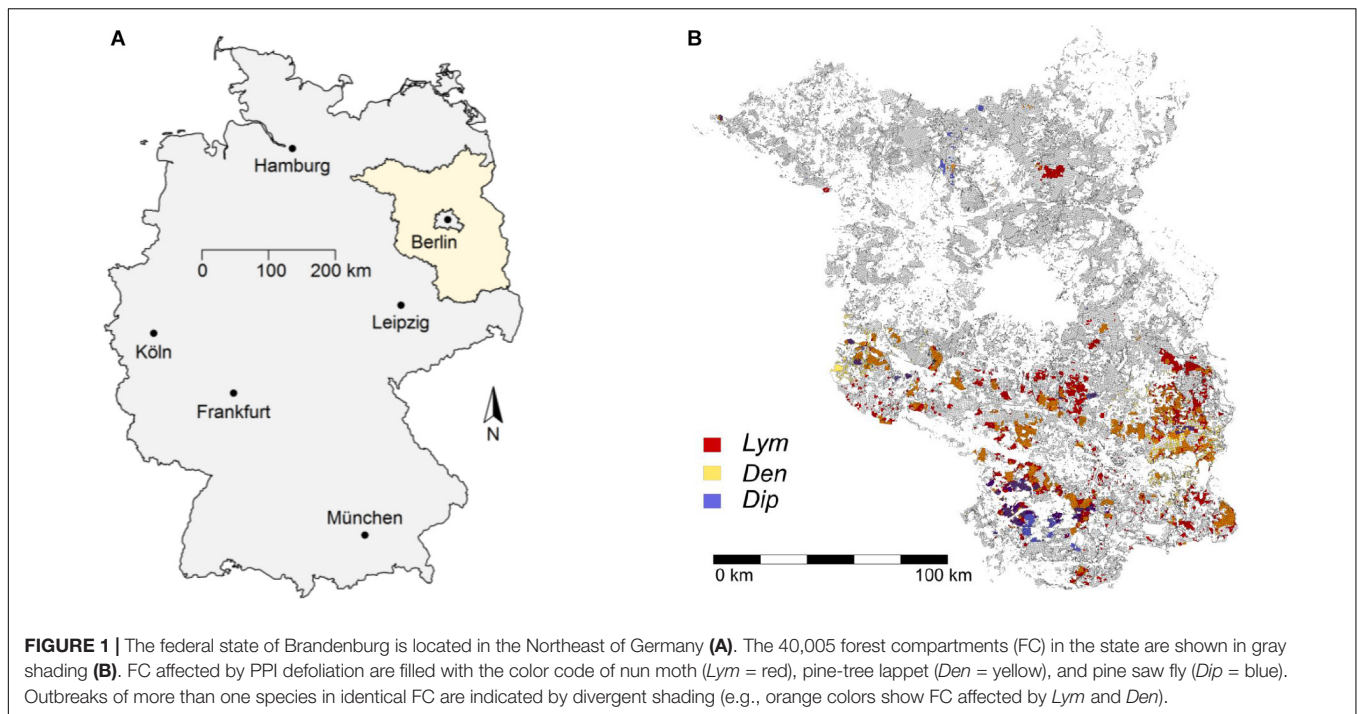 A
Hamburg
Berlin
0 100 200 km
Leipzig
Köln
Frankfurt
N
München
B
Lym
Den
Dip
0 km 100 km
FIGURE 1 | The federal state of Brandenburg is located in the Northeast of Germany (A). The 40,005 forest compartments (FC) in the state are shown in gray
shading (B). FC affected by PPI defoliation are filled with the color code of nun moth (Lym = red), pine-tree lappet (Den = yellow), and pine saw fly (Dip = blue).
Outbreaks of more than one species in identical FC are indicated by divergent shading (e.g., orange colors show FC affected by Lym and Den).